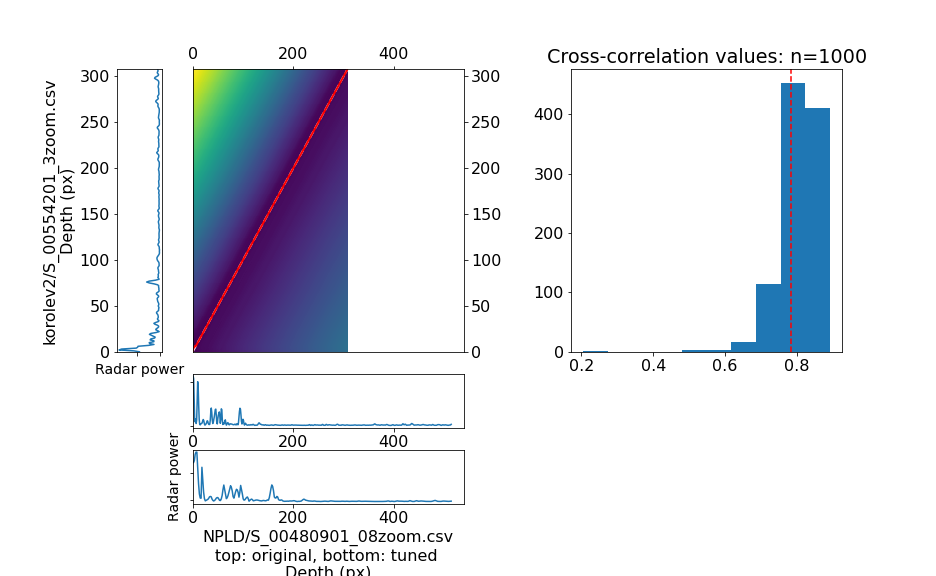 Cross-correlation values: n=1000
0 200 400
300 300
250 250
200 200
150 150
100 100
50 50
0 0
korolev2/S_00554201_3zoom.csv
Depth (px)
Radar power
400
300
200
100
0
0.2 0.4 0.6 0.8
0 200 400
Radar power
0 200 400
NPLD/S_00480901_08zoom.csv
top: original, bottom: tuned
Depth (px)